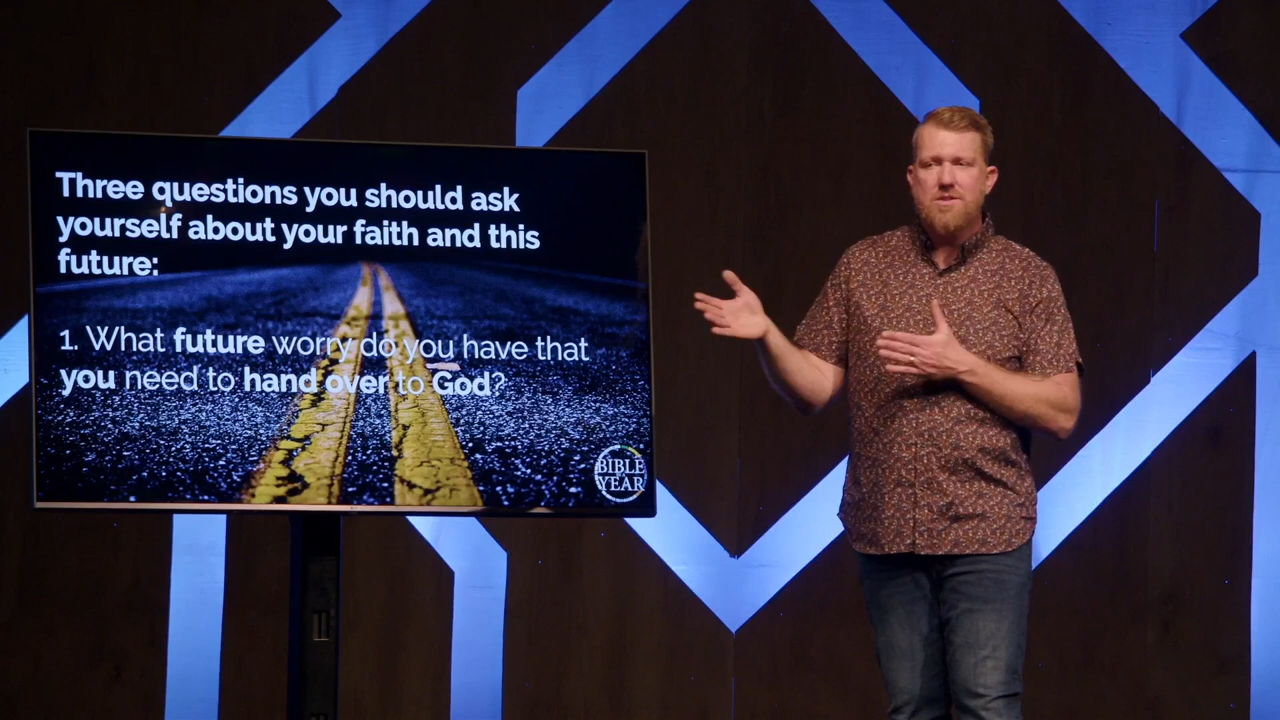 Three questions you should ask
yourself about your faith and this
future:
1. What future worry do you have that
you need to hand over to God?
BIBLE
YEAR